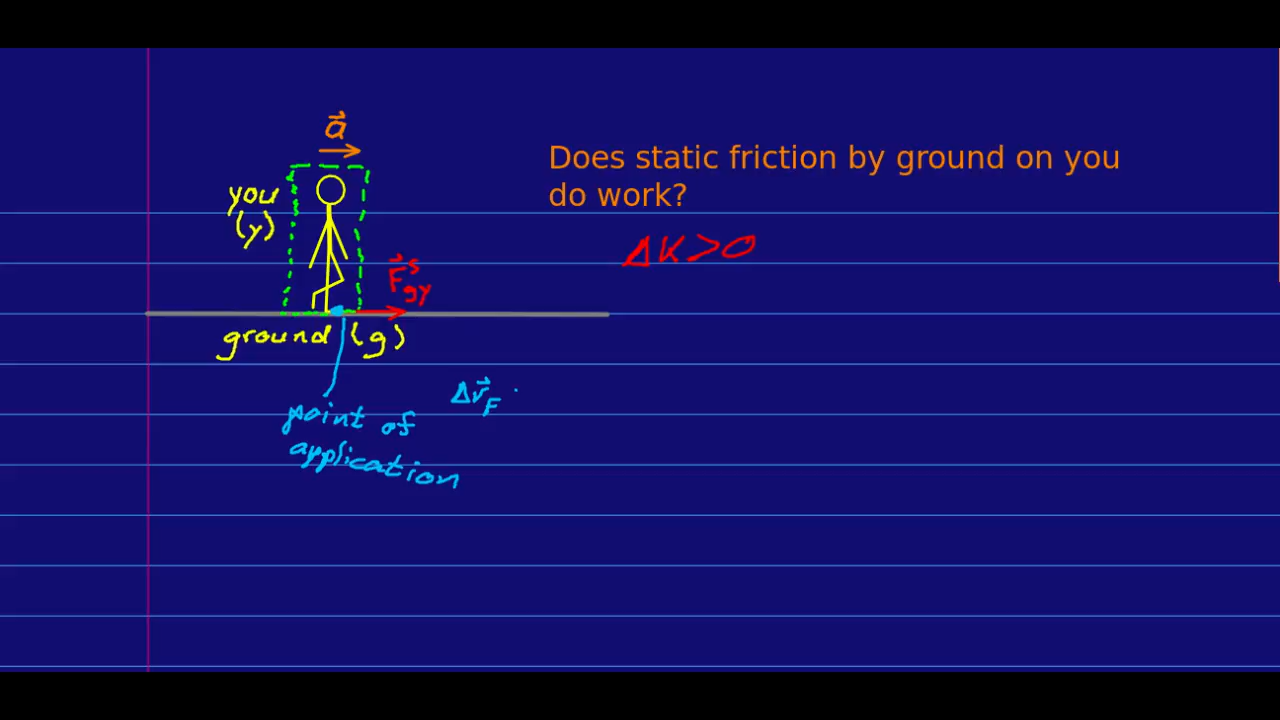 a⃗
Does static friction by ground on you
do work?
you
(y)
ΔK>0
F⃗ˢgy
ground (g)
Δv⃗F
point of
application